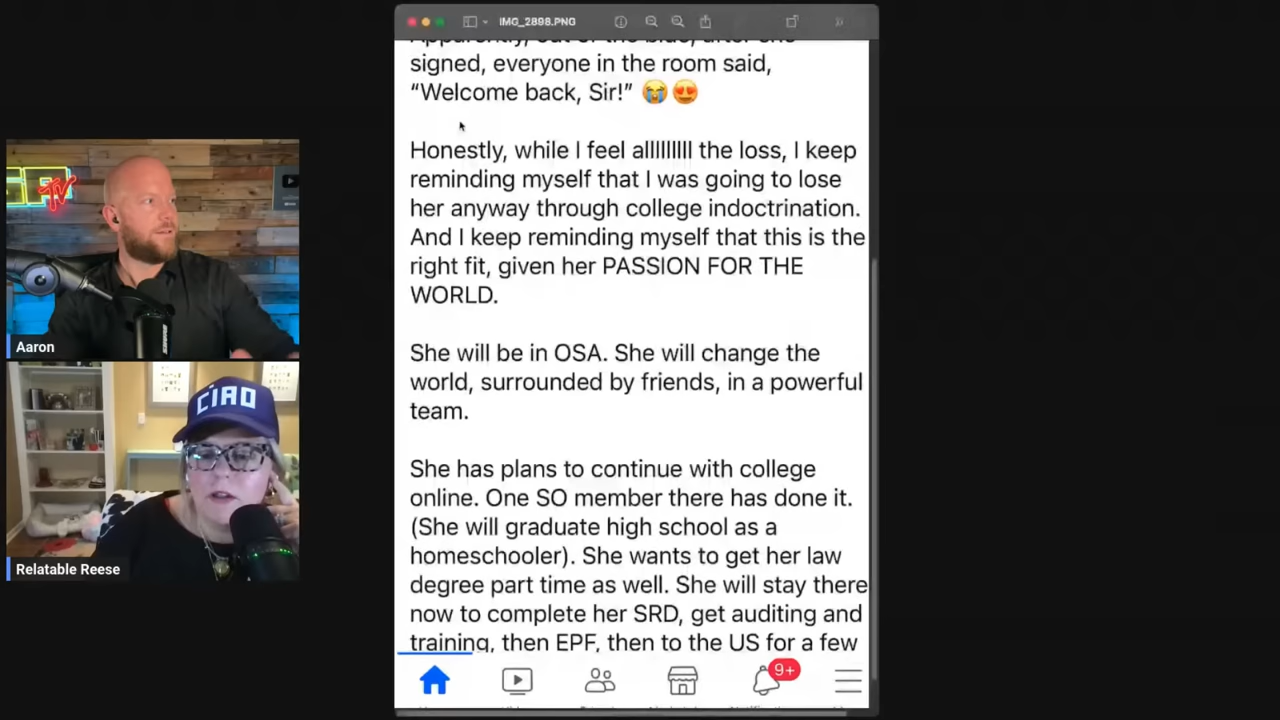 IMG_2898.PNG
signed, everyone in the room said,
“Welcome back, Sir!” 😭😍
Honestly, while I feel alllllllll the loss, I keep
reminding myself that I was going to lose
her anyway through college indoctrination.
And I keep reminding myself that this is the
right fit, given her PASSION FOR THE
WORLD.
She will be in OSA. She will change the
world, surrounded by friends, in a powerful
team.
She has plans to continue with college
online. One SO member there has done it.
(She will graduate high school as a
homeschooler). She wants to get her law
degree part time as well. She will stay there
now to complete her SRD, get auditing and
training, then EPF, then to the US for a few
9+
TV
Aaron
CIAO
Relatable Reese